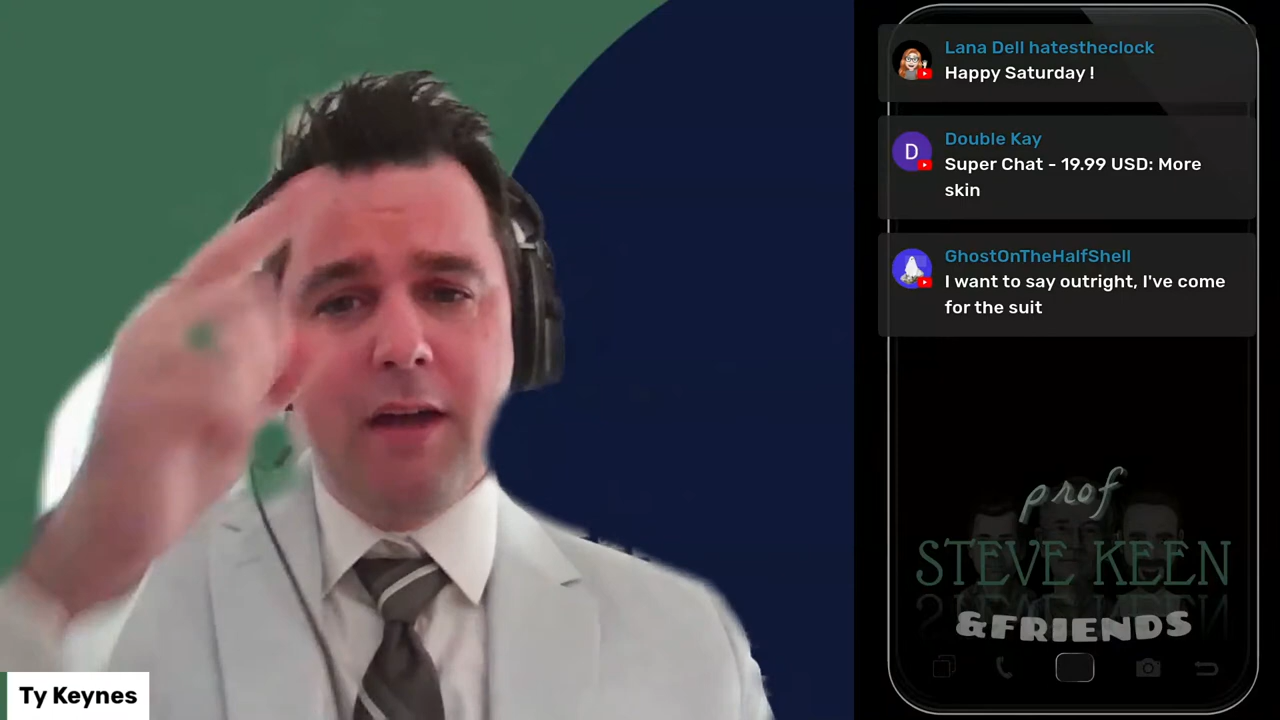 Lana Dell hatestheclock
Happy Saturday !
D
Double Kay
Super Chat - 19.99 USD: More
skin
GhostOnTheHalfShell
I want to say outright, I've come
for the suit
prof
STEVE KEEN
&FRIENDS
Ty Keynes